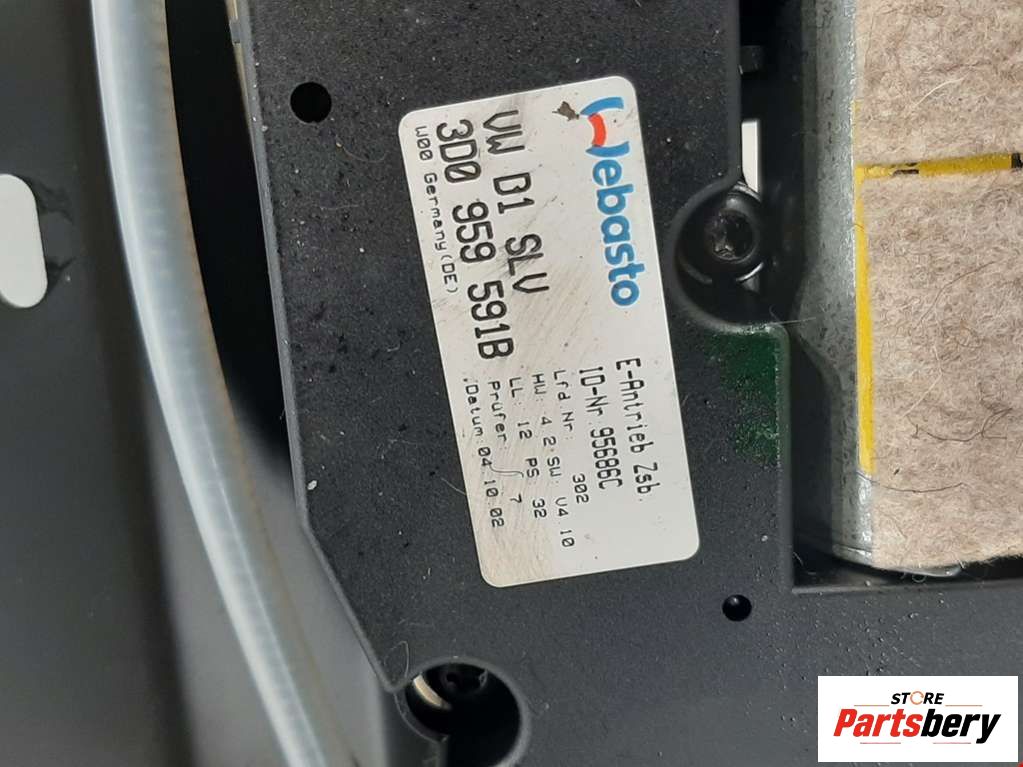 Webasto
VW D1 SLV
3D0 959 591B
W00 Germany(DE)
E-Antrieb Zsb.
ID-Nr 95686C
Lfd Nr: 302
HW: 4.2 SW: V4.10
LL: 12 PS 32
Prüfer: 7
Datum: 04.10.02
STORE
Partsbery